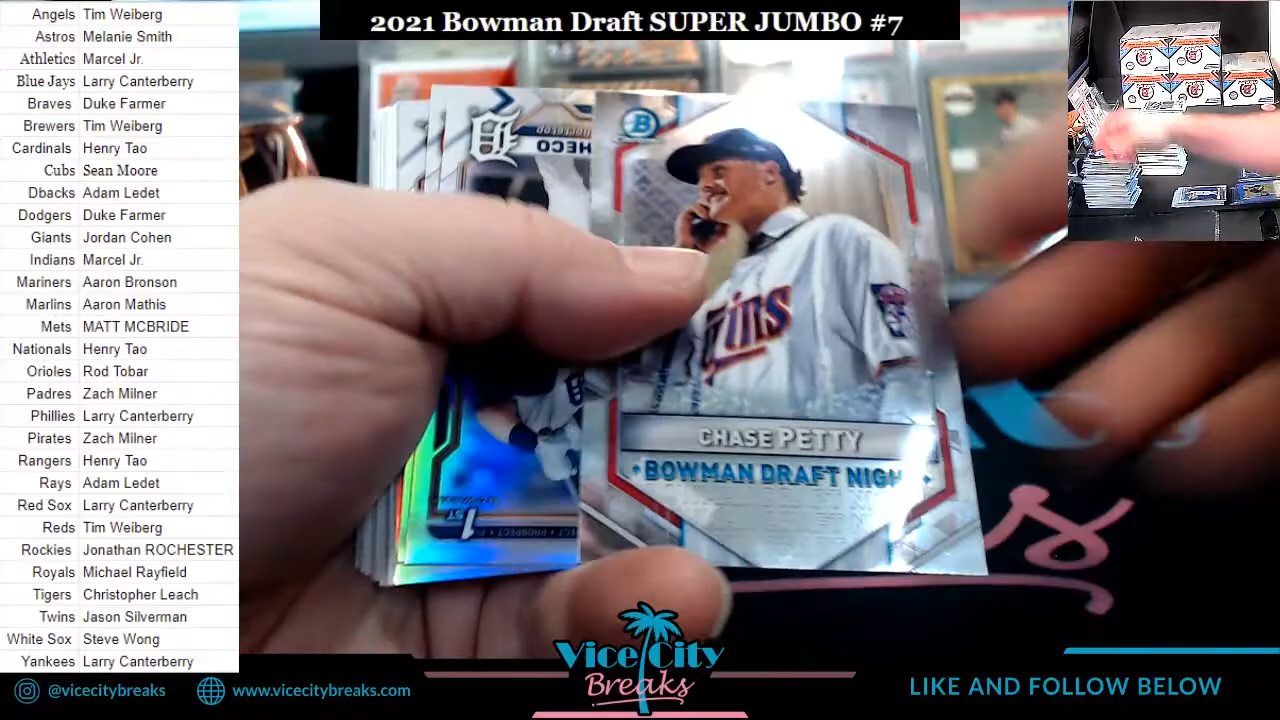 2021 Bowman Draft SUPER JUMBO #7
Angels Tim Weiberg
Astros Melanie Smith
Athletics Marcel Jr.
Blue Jays Larry Canterberry
Braves Duke Farmer
Brewers Tim Weiberg
Cardinals Henry Tao
Cubs Sean Moore
Dbacks Adam Ledet
Dodgers Duke Farmer
Giants Jordan Cohen
Indians Marcel Jr.
Mariners Aaron Bronson
Marlins Aaron Mathis
Mets MATT MCBRIDE
Nationals Henry Tao
Orioles Rod Tobar
Padres Zach Milner
Phillies Larry Canterberry
Pirates Zach Milner
Rangers Henry Tao
Rays Adam Ledet
Red Sox Larry Canterberry
Reds Tim Weiberg
Rockies Jonathan ROCHESTER
Royals Michael Rayfield
Tigers Christopher Leach
Twins Jason Silverman
White Sox Steve Wong
Yankees Larry Canterberry
B
HECO
Twins
CHASE PETTY
BOWMAN DRAFT NIGH
1ST
@vicecitybreaks
www.vicecitybreaks.com
Vice City
Breaks
LIKE AND FOLLOW BELOW